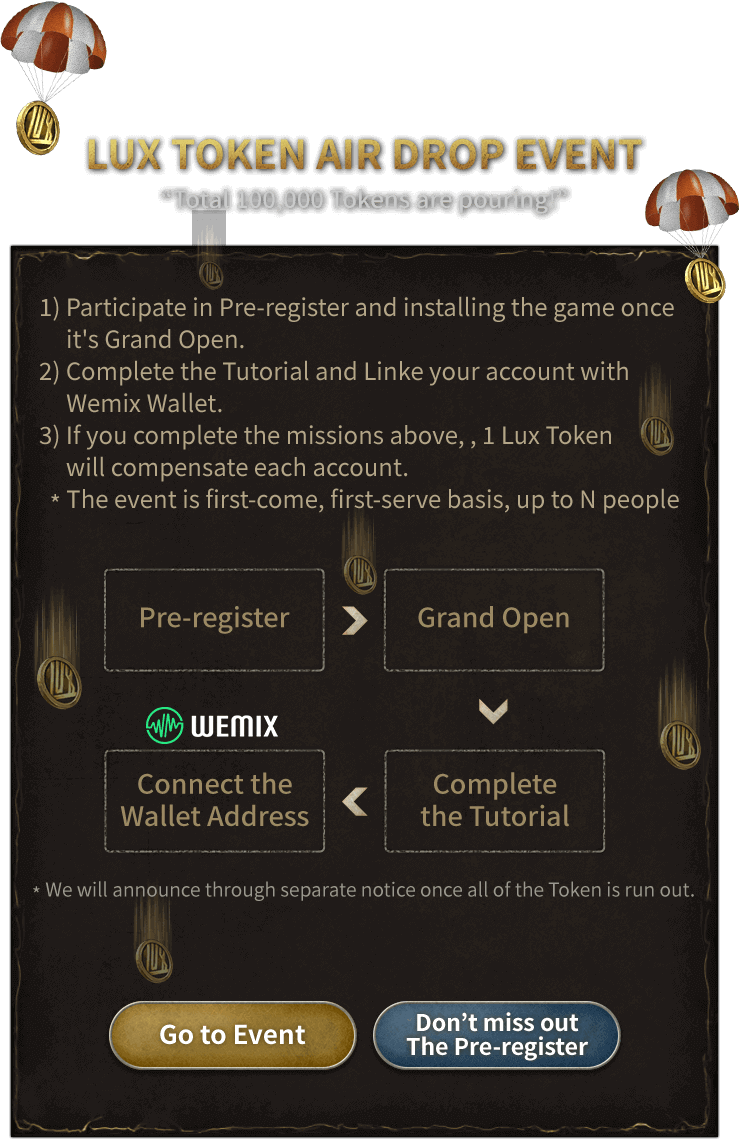 LUX TOKEN AIR DROP EVENT
“Total 100,000 Tokens are pouring!”
1) Participate in Pre-register and installing the game once
it's Grand Open.
2) Complete the Tutorial and Linke your account with
Wemix Wallet.
3) If you complete the missions above, , 1 Lux Token
will compensate each account.
* The event is first-come, first-serve basis, up to N people
Pre-register
Grand Open
WEMIX
Connect the
Wallet Address
Complete
the Tutorial
* We will announce through separate notice once all of the Token is run out.
Go to Event
Don’t miss out
The Pre-register